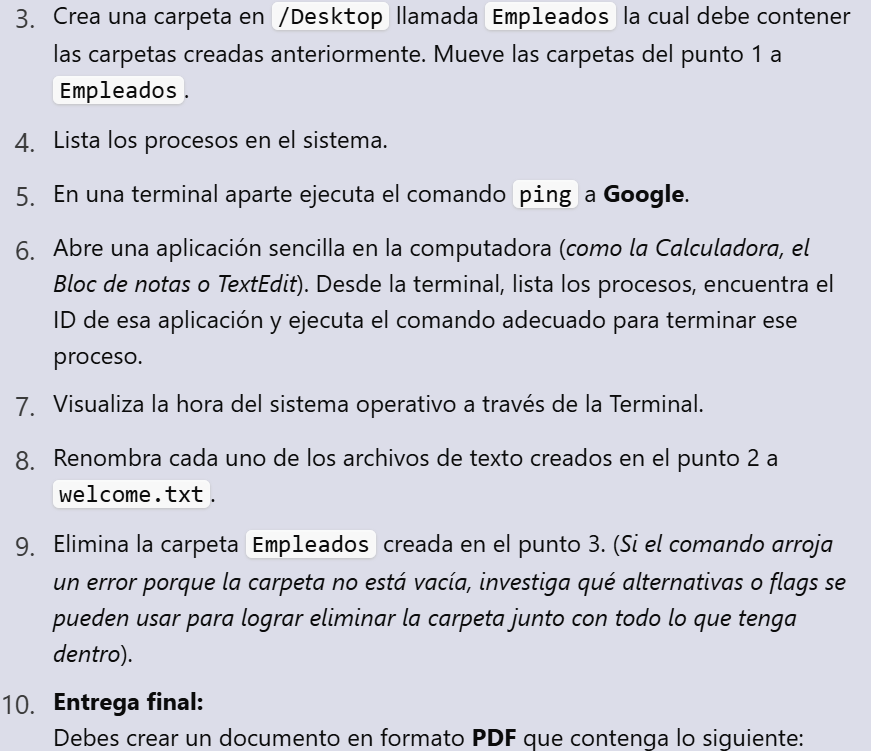 3. Crea una carpeta en /Desktop llamada Empleados la cual debe contener
las carpetas creadas anteriormente. Mueve las carpetas del punto 1 a
Empleados.
4. Lista los procesos en el sistema.
5. En una terminal aparte ejecuta el comando ping a Google.
6. Abre una aplicación sencilla en la computadora (como la Calculadora, el
Bloc de notas o TextEdit). Desde la terminal, lista los procesos, encuentra el
ID de esa aplicación y ejecuta el comando adecuado para terminar ese
proceso.
7. Visualiza la hora del sistema operativo a través de la Terminal.
8. Renombra cada uno de los archivos de texto creados en el punto 2 a
welcome.txt.
9. Elimina la carpeta Empleados creada en el punto 3. (Si el comando arroja
un error porque la carpeta no está vacía, investiga qué alternativas o flags se
pueden usar para lograr eliminar la carpeta junto con todo lo que tenga
dentro).
10. Entrega final:
Debes crear un documento en formato PDF que contenga lo siguiente: